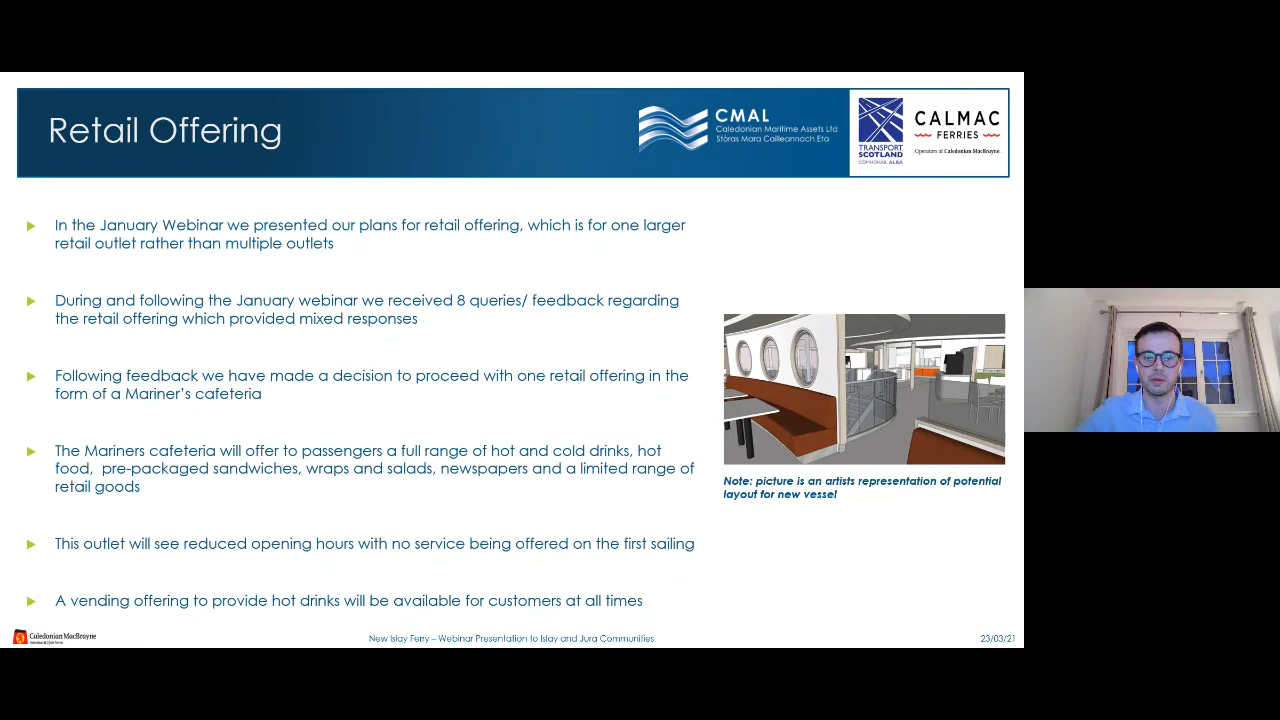 Retail Offering
CMAL
Caledonian Maritime Assets Ltd
Stòras Mara Cailleannach Eta
TRANSPORT
SCOTLAND
CÒMHDHAIL ALBA
CALMAC
FERRIES
Operators of Caledonian MacBrayne
In the January Webinar we presented our plans for retail offering, which is for one larger
retail outlet rather than multiple outlets
During and following the January webinar we received 8 queries/ feedback regarding
the retail offering which provided mixed responses
Following feedback we have made a decision to proceed with one retail offering in the
form of a Mariner's cafeteria
The Mariners cafeteria will offer to passengers a full range of hot and cold drinks, hot
food,  pre-packaged sandwiches, wraps and salads, newspapers and a limited range of
retail goods
This outlet will see reduced opening hours with no service being offered on the first sailing
A vending offering to provide hot drinks will be available for customers at all times
Note: picture is an artists representation of potential
layout for new vessel
Caledonian MacBrayne
New Islay Ferry – Webinar Presentation to Islay and Jura Communities
23/03/21